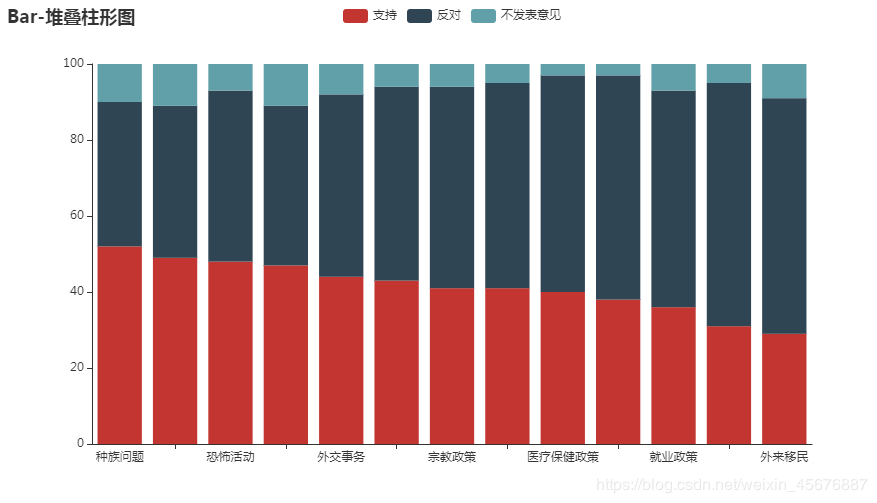 Bar-堆叠柱形图
支持 反对 不发表意见
100
80
60
40
20
0
种族问题 恐怖活动 外交事务 宗教政策 医疗保健政策 就业政策 外来移民
https://blog.csdn.net/weixin_45676887